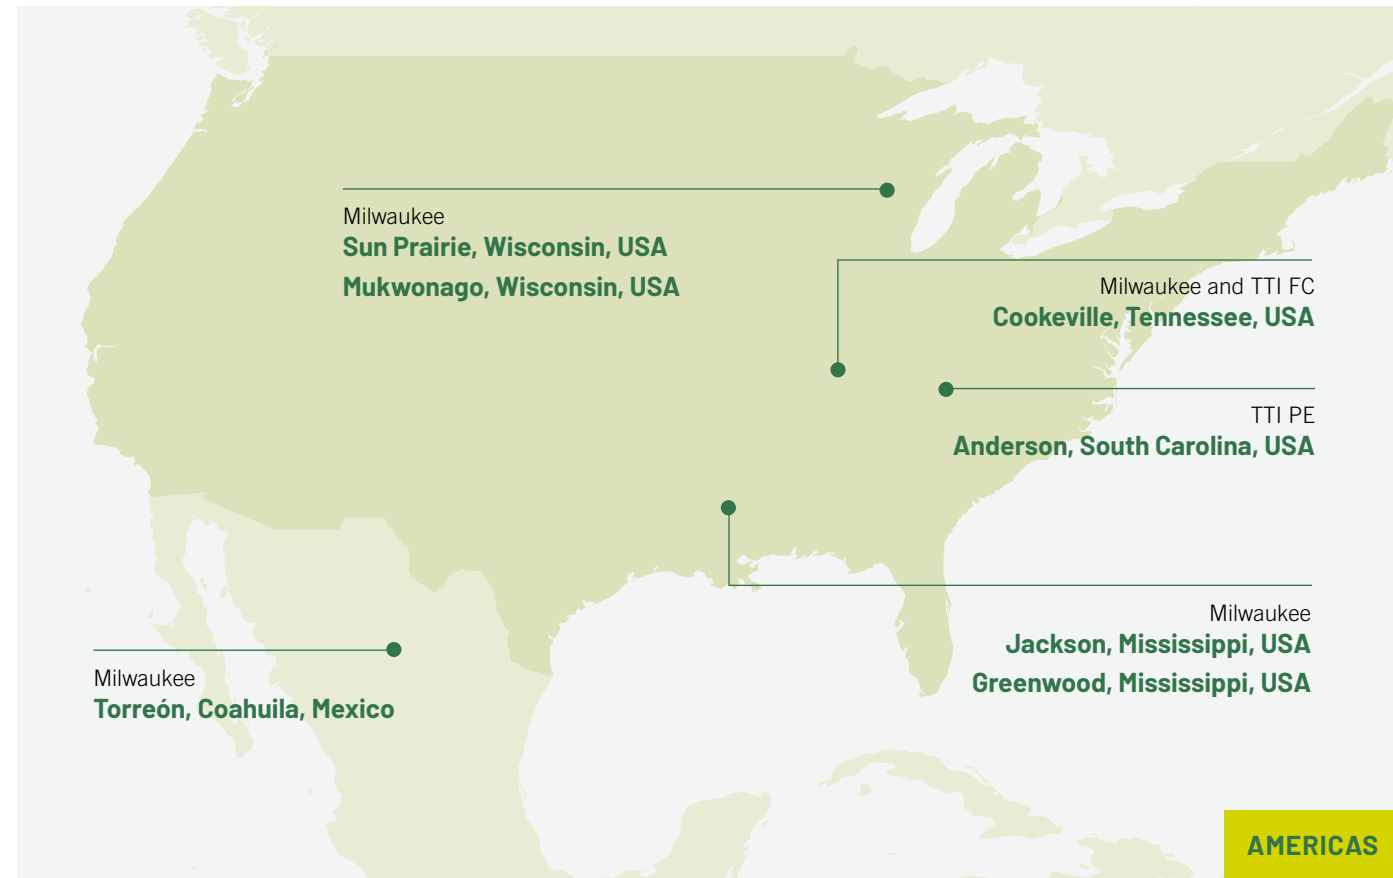 Milwaukee
Sun Prairie, Wisconsin, USA
Mukwonago, Wisconsin, USA
Milwaukee and TTI FC
Cookeville, Tennessee, USA
TTI PE
Anderson, South Carolina, USA
Milwaukee
Jackson, Mississippi, USA
Greenwood, Mississippi, USA
Milwaukee
Torreón, Coahuila, Mexico
AMERICAS